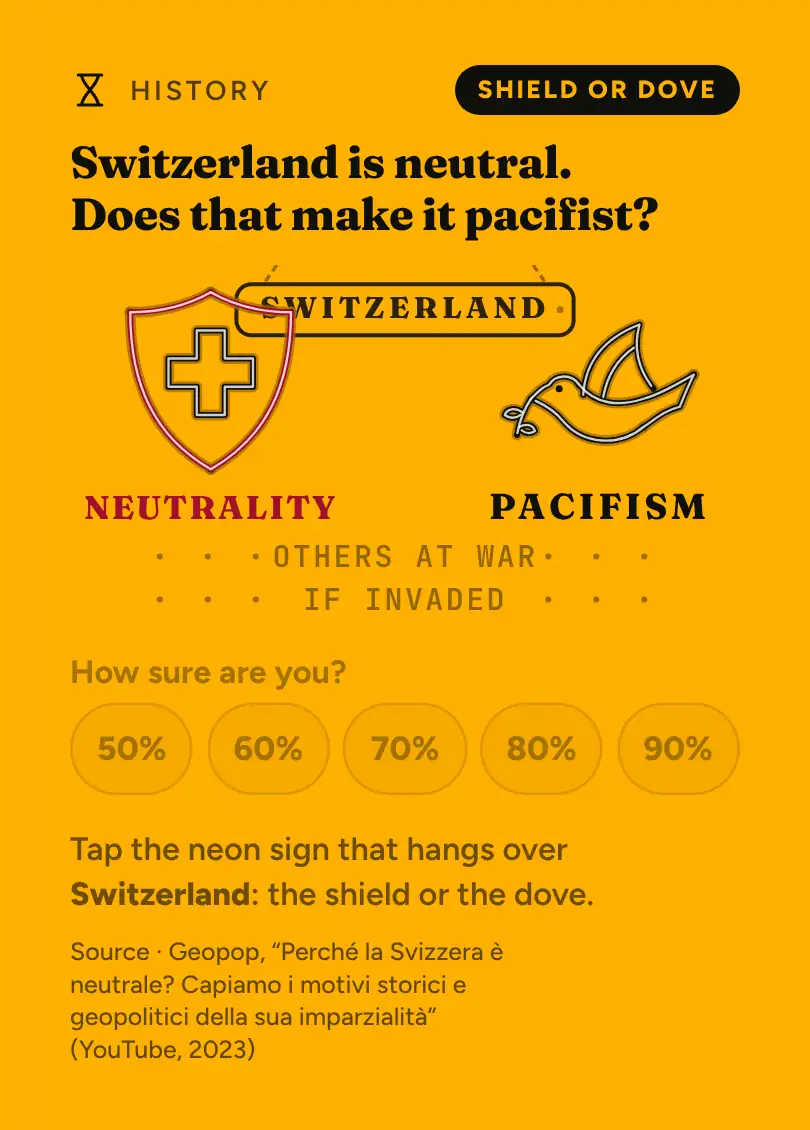 HISTORY
SHIELD OR DOVE
Switzerland is neutral.
Does that make it pacifist?
SWITZERLAND
NEUTRALITY
PACIFISM
OTHERS AT WAR
IF INVADED
How sure are you?
50% 60% 70% 80% 90%
Tap the neon sign that hangs over
Switzerland: the shield or the dove.
Source · Geopop, “Perché la Svizzera è
neutrale? Capiamo i motivi storici e
geopolitici della sua imparzialità”
(YouTube, 2023)